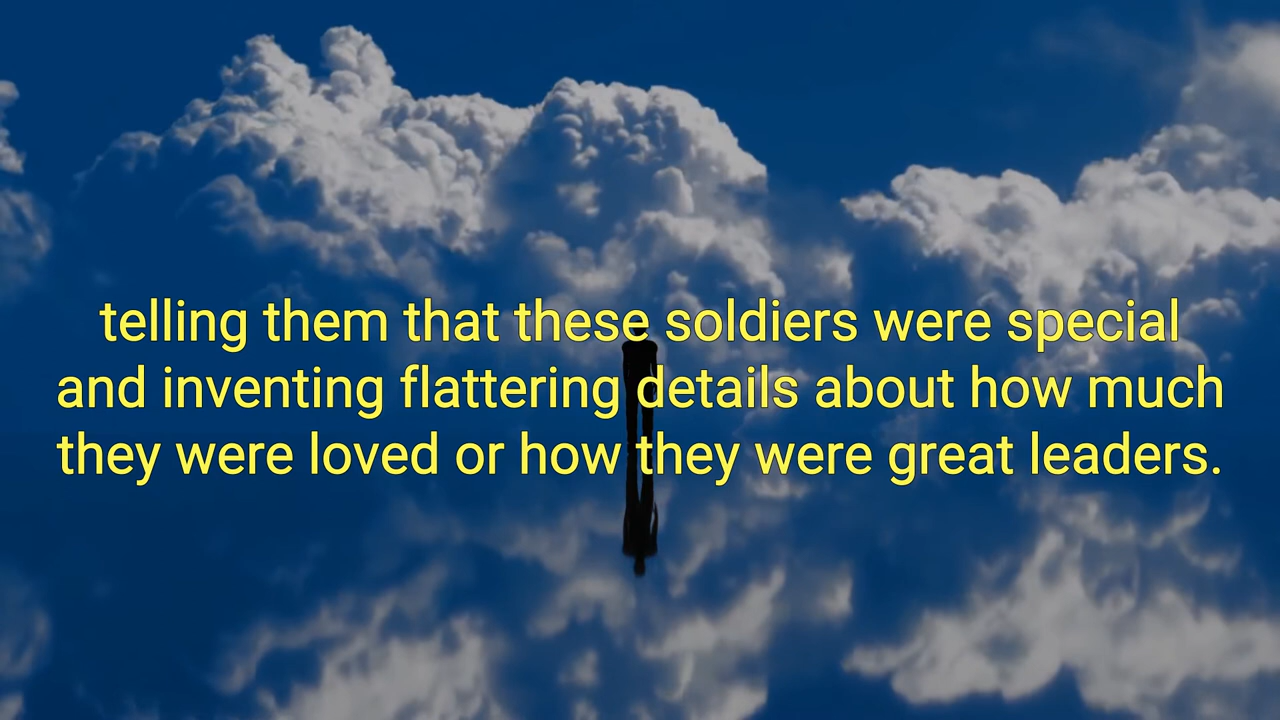 telling them that these soldiers were special
and inventing flattering details about how much
they were loved or how they were great leaders.